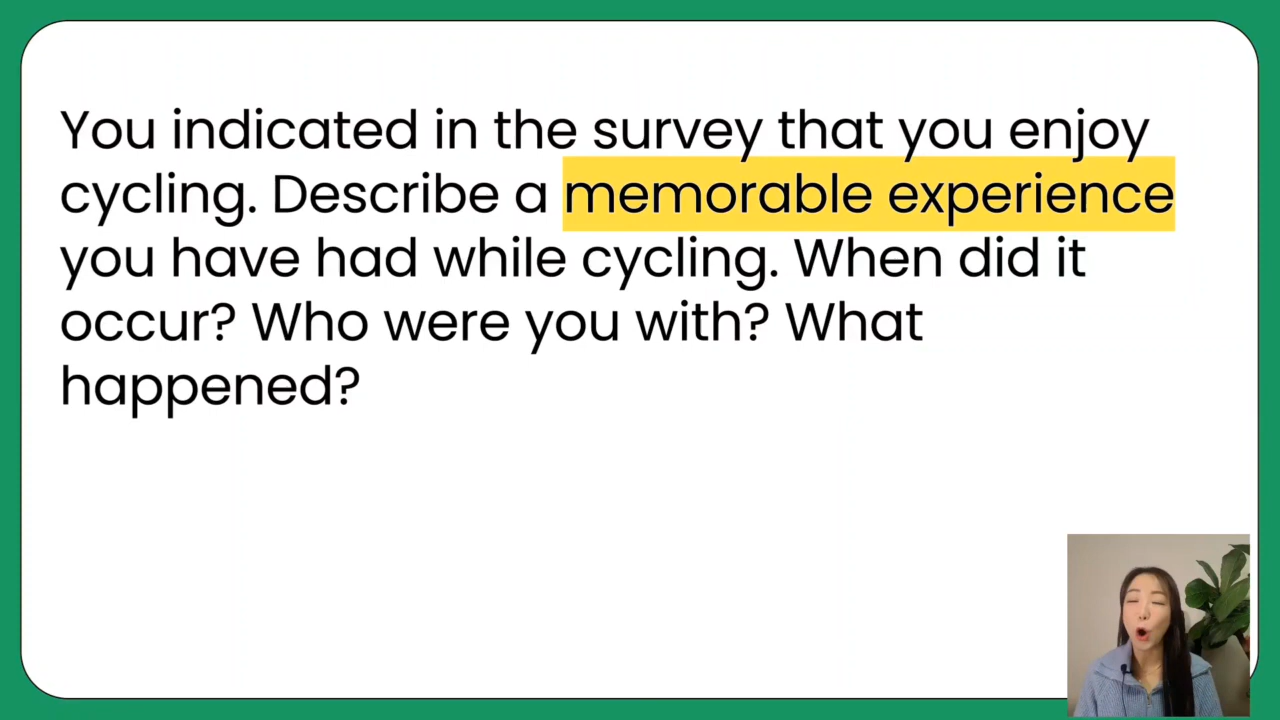 You indicated in the survey that you enjoy
cycling. Describe a memorable experience
you have had while cycling. When did it
occur? Who were you with? What
happened?